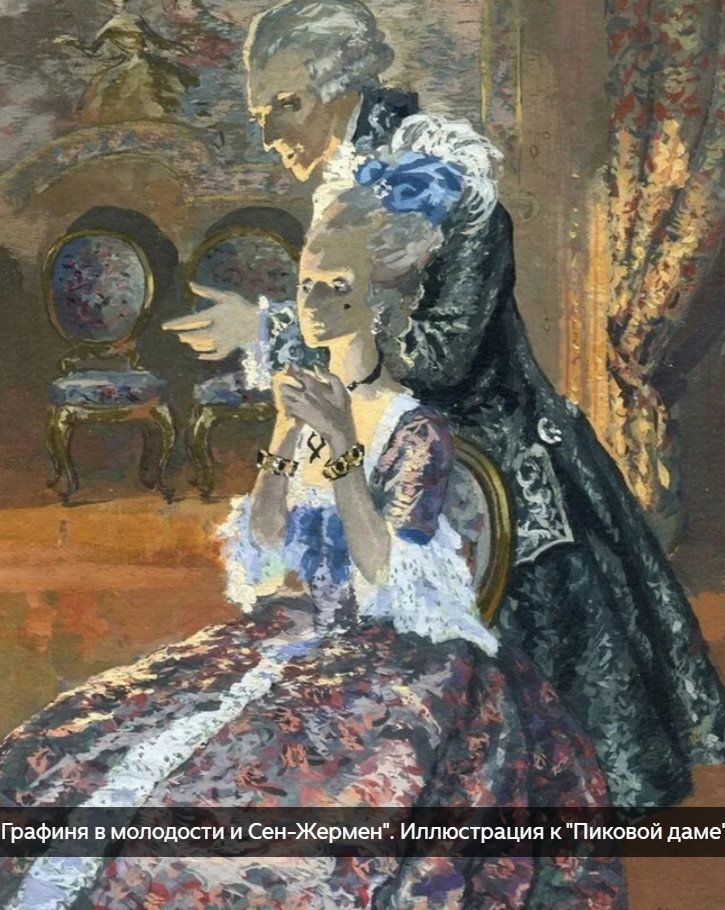 Графиня в молодости и Сен-Жермен". Иллюстрация к "Пиковой даме"